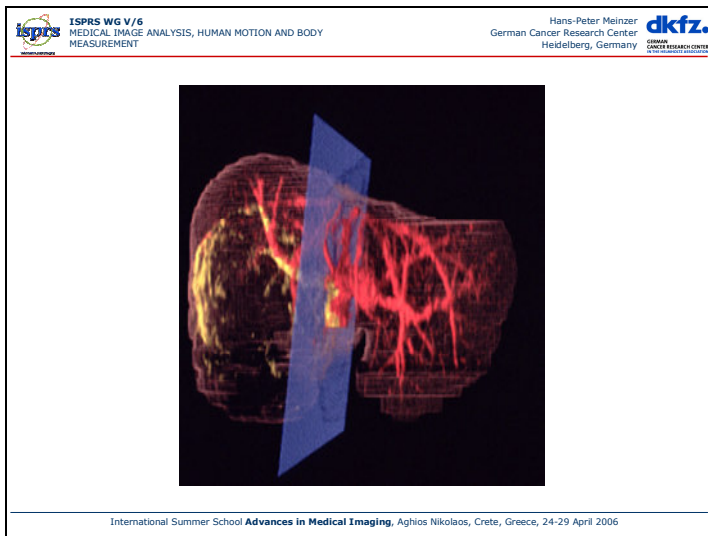 isprs
ISPRS WG V/6
MEDICAL IMAGE ANALYSIS, HUMAN MOTION AND BODY
MEASUREMENT
Hans-Peter Meinzer
German Cancer Research Center
Heidelberg, Germany
dkfz.
GERMAN
CANCER RESEARCH CENTER
IN THE HELMHOLTZ ASSOCIATION
International Summer School Advances in Medical Imaging, Aghios Nikolaos, Crete, Greece, 24-29 April 2006